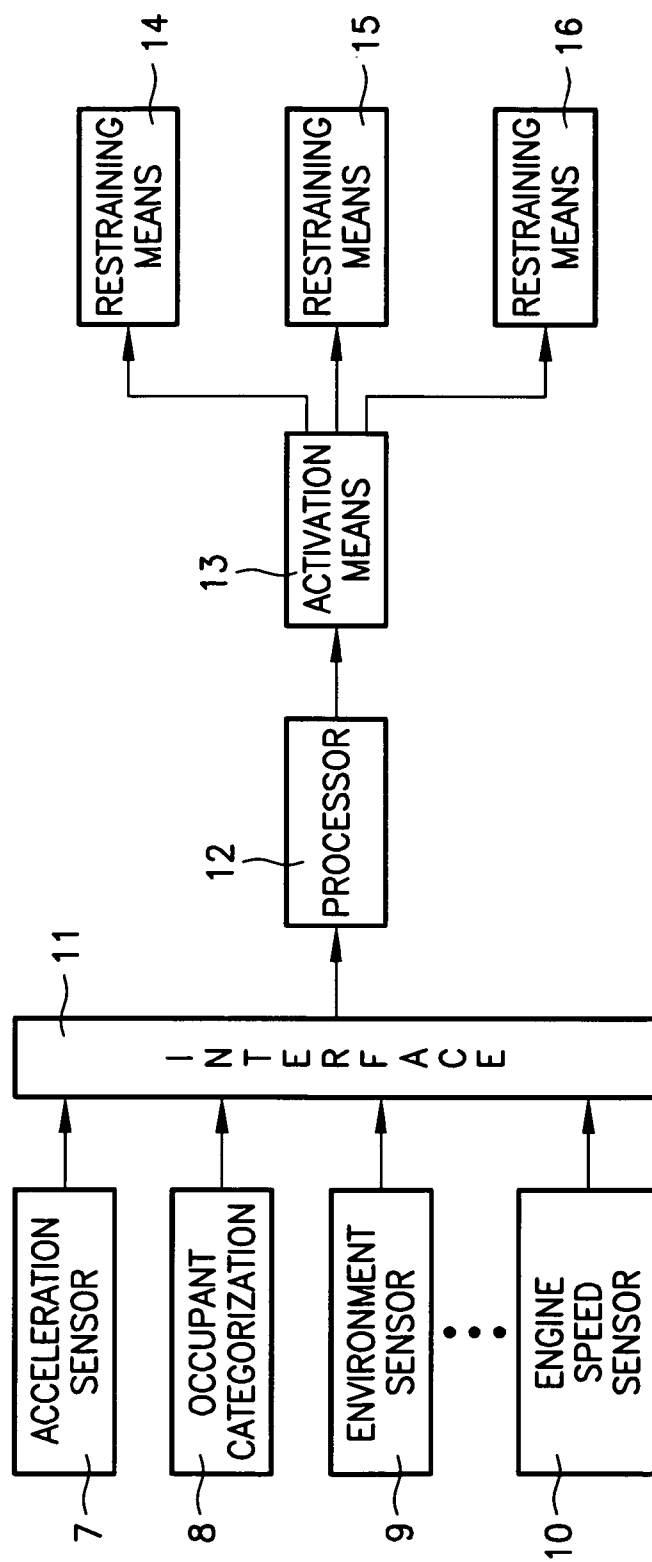 7
ACCELERATION
SENSOR
8
OCCUPANT
CATEGORIZATION
9
ENVIRONMENT
SENSOR
10
ENGINE
SPEED
SENSOR
11
INTERFACE
12
PROCESSOR
13
ACTIVATION
MEANS
RESTRAINING
MEANS
14
RESTRAINING
MEANS
15
RESTRAINING
MEANS
16